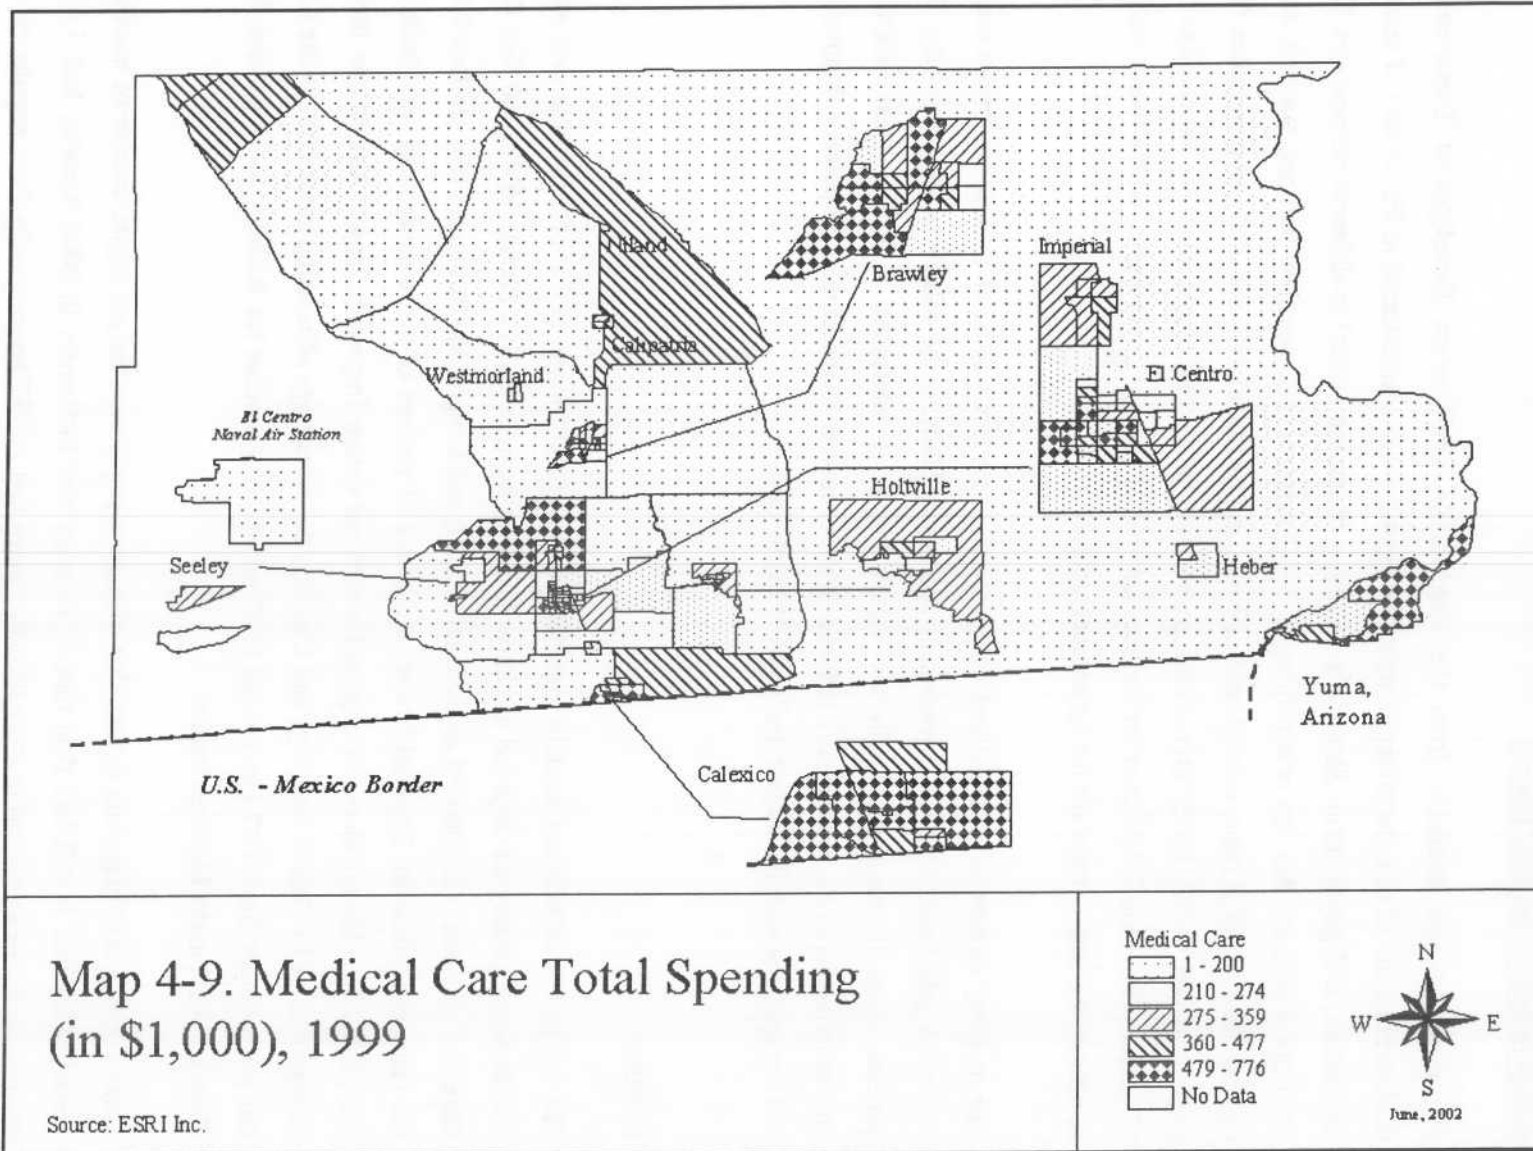 Niland
Calipatria
Westmorland
El Centro
Naval Air Station
Brawley
Imperial
El Centro
Holtville
Seeley
Heber
Yuma,
Arizona
Calexico
U.S. - Mexico Border
Map 4-9. Medical Care Total Spending
(in $1,000), 1999
Source: ESRI Inc.
Medical Care
1 - 200
210 - 274
275 - 359
360 - 477
479 - 776
No Data
N
W E
S
June, 2002